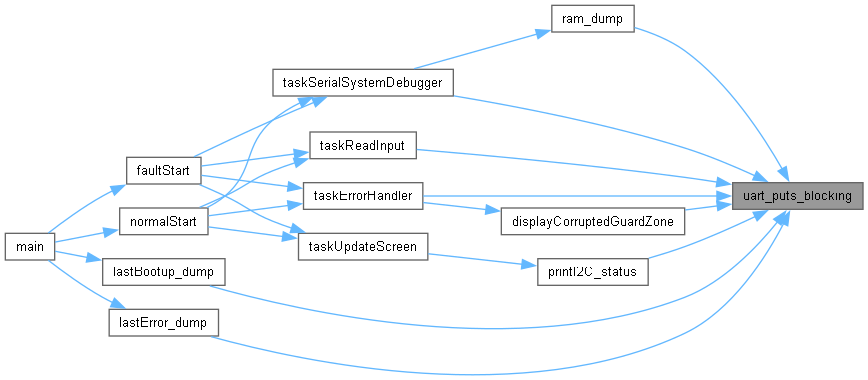 ram_dump
taskSerialSystemDebugger
taskReadInput
faultStart
taskErrorHandler
uart_puts_blocking
normalStart
displayCorruptedGuardZone
main
taskUpdateScreen
lastBootup_dump
printI2C_status
lastError_dump